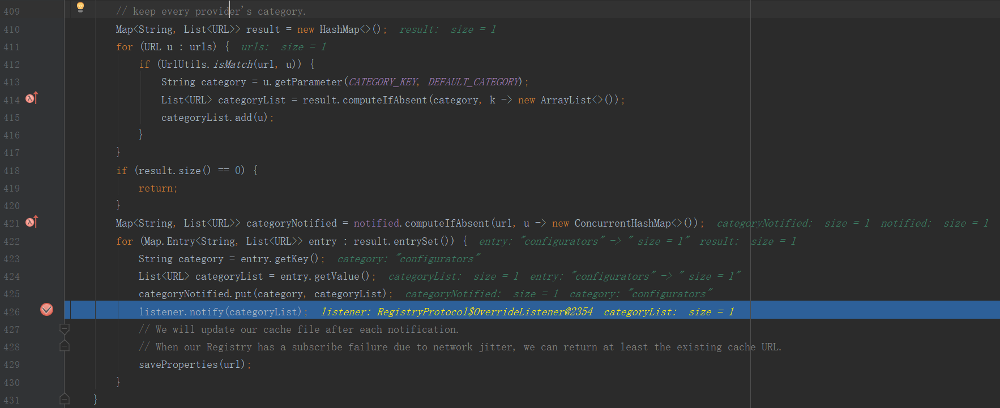 409 // keep every provider's category.
410 Map<String, List<URL>> result = new HashMap<>(); result: size = 1
411 for (URL u : urls) { urls: size = 1
412 if (UrlUtils.isMatch(url, u)) {
413 String category = u.getParameter(CATEGORY_KEY, DEFAULT_CATEGORY);
414 List<URL> categoryList = result.computeIfAbsent(category, k -> new ArrayList<>());
415 categoryList.add(u);
416 }
417 }
418 if (result.size() == 0) {
419 return;
420 }
421 Map<String, List<URL>> categoryNotified = notified.computeIfAbsent(url, u -> new ConcurrentHashMap<>()); categoryNotified: size = 1 notified: size = 1
422 for (Map.Entry<String, List<URL>> entry : result.entrySet()) { entry: "configurators" -> " size = 1" result: size = 1
423 String category = entry.getKey(); category: "configurators"
424 List<URL> categoryList = entry.getValue(); categoryList: size = 1 entry: "configurators" -> " size = 1"
425 categoryNotified.put(category, categoryList); categoryNotified: size = 1 category: "configurators"
426 listener.notify(categoryList); listener: RegistryProtocol$OverrideListener@2354 categoryList: size = 1
427 // We will update our cache file after each notification.
428 // When our Registry has a subscribe failure due to network jitter, we can return at least the existing cache URL.
429 saveProperties(url);
430 }
431 }